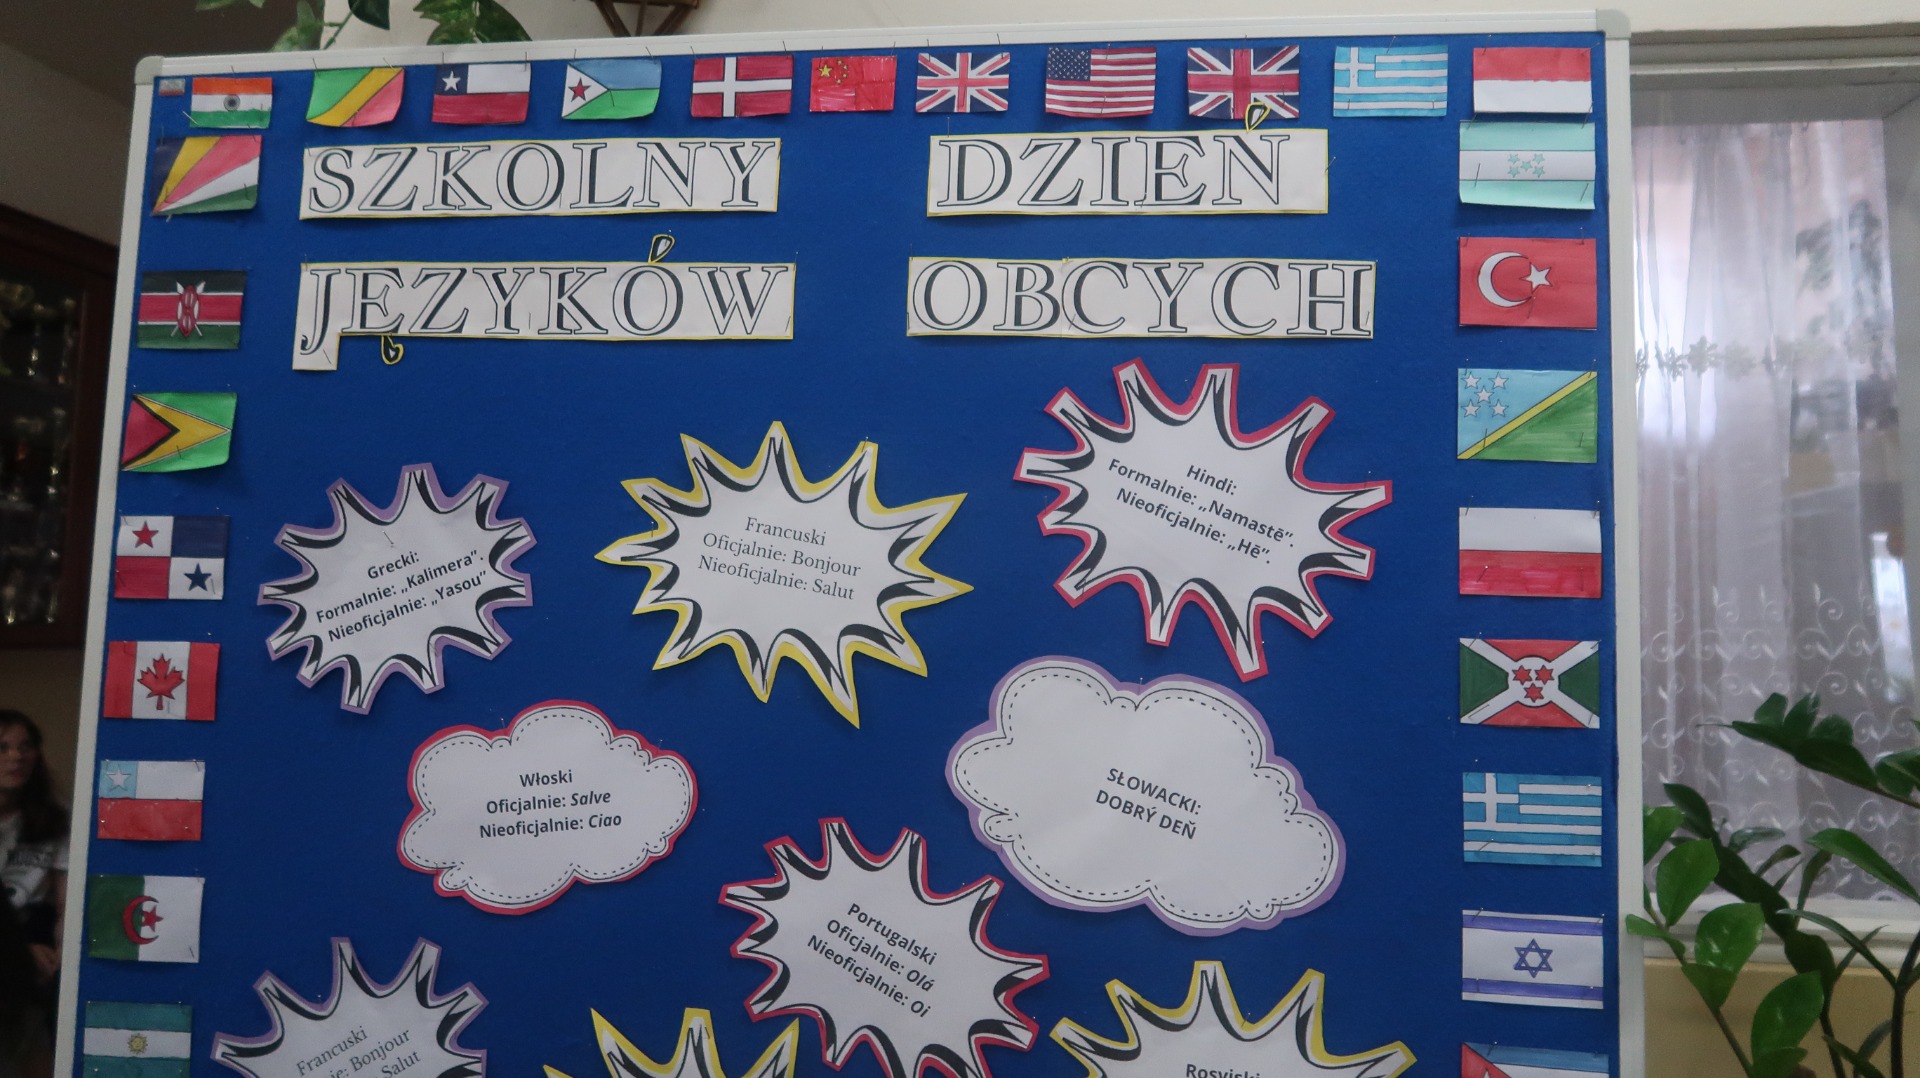 SZKOLNY DZIEŃ
JĘZYKÓW OBCYCH
Hindi:
Formalnie: „Namastē”.
Nieoficjalnie: „Hē”.
Francuski
Oficjalnie: Bonjour
Nieoficjalnie: Salut
Grecki:
Formalnie: „Kalimera”.
Nieoficjalnie: „Yasou”
Włoski
Oficjalnie: Salve
Nieoficjalnie: Ciao
SŁOWACKI:
DOBRÝ DEŇ
Portugalski
Oficjalnie: Olá
Nieoficjalnie: Oi
Francuski
Bonjour
Salut
Rosyjski